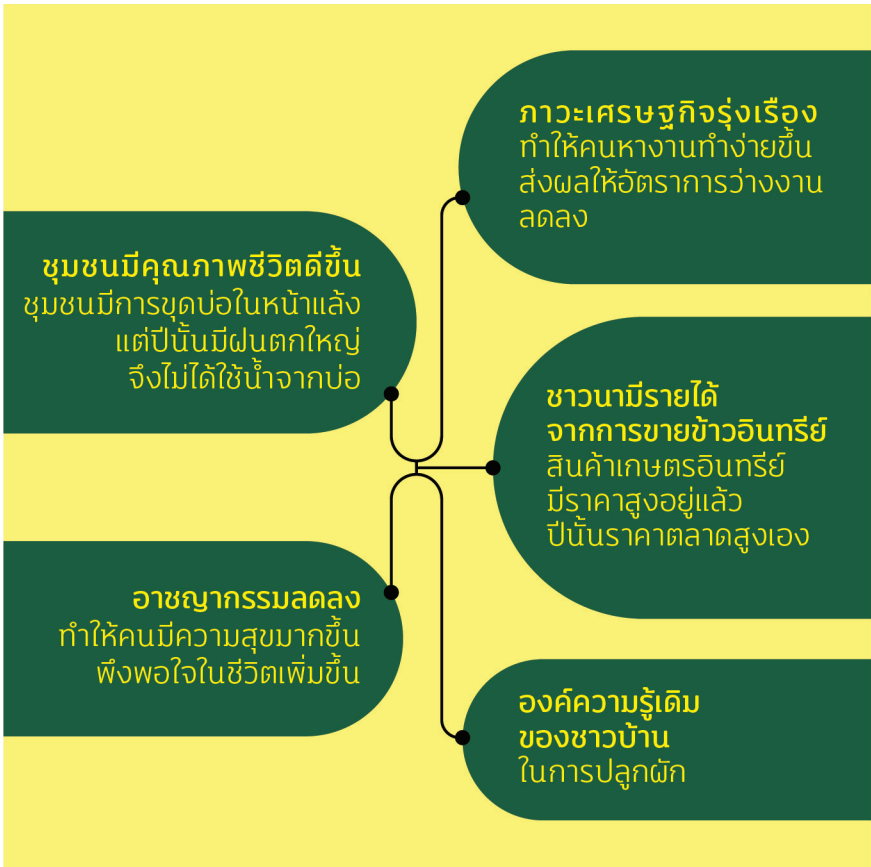 ภาวะเศรษฐกิจรุ่งเรือง
ทำให้คนหางานทำง่ายขึ้น
ส่งผลให้อัตราการว่างงาน
ลดลง
ชุมชนมีคุณภาพชีวิตดีขึ้น
ชุมชนมีการขุดบ่อในหน้าแล้ง
แต่ปีนั้นมีฝนตกใหญ่
จึงไม่ได้ใช้น้ำจากบ่อ
ชาวนามีรายได้
จากการขายข้าวอินทรีย์
สินค้าเกษตรอินทรีย์
มีราคาสูงอยู่แล้ว
ปีนั้นราคาตลาดสูงเอง
อาชญากรรมลดลง
ทำให้คนมีความสุขมากขึ้น
พึงพอใจในชีวิตเพิ่มขึ้น
องค์ความรู้เดิม
ของชาวบ้าน
ในการปลูกผัก